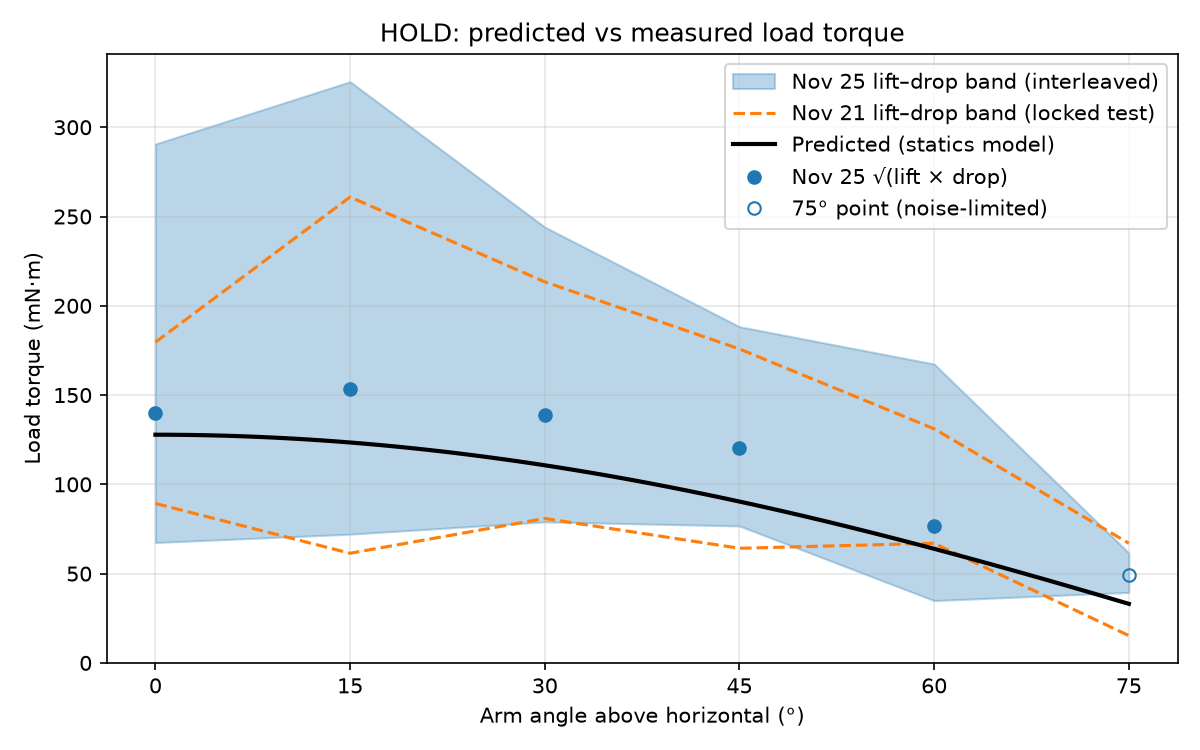 HOLD: predicted vs measured load torque
Nov 25 lift–drop band (interleaved)
Nov 21 lift–drop band (locked test)
Predicted (statics model)
Nov 25 √(lift × drop)
75° point (noise-limited)
Load torque (mN·m)
300
250
200
150
100
50
0
0 15 30 45 60 75
Arm angle above horizontal (°)